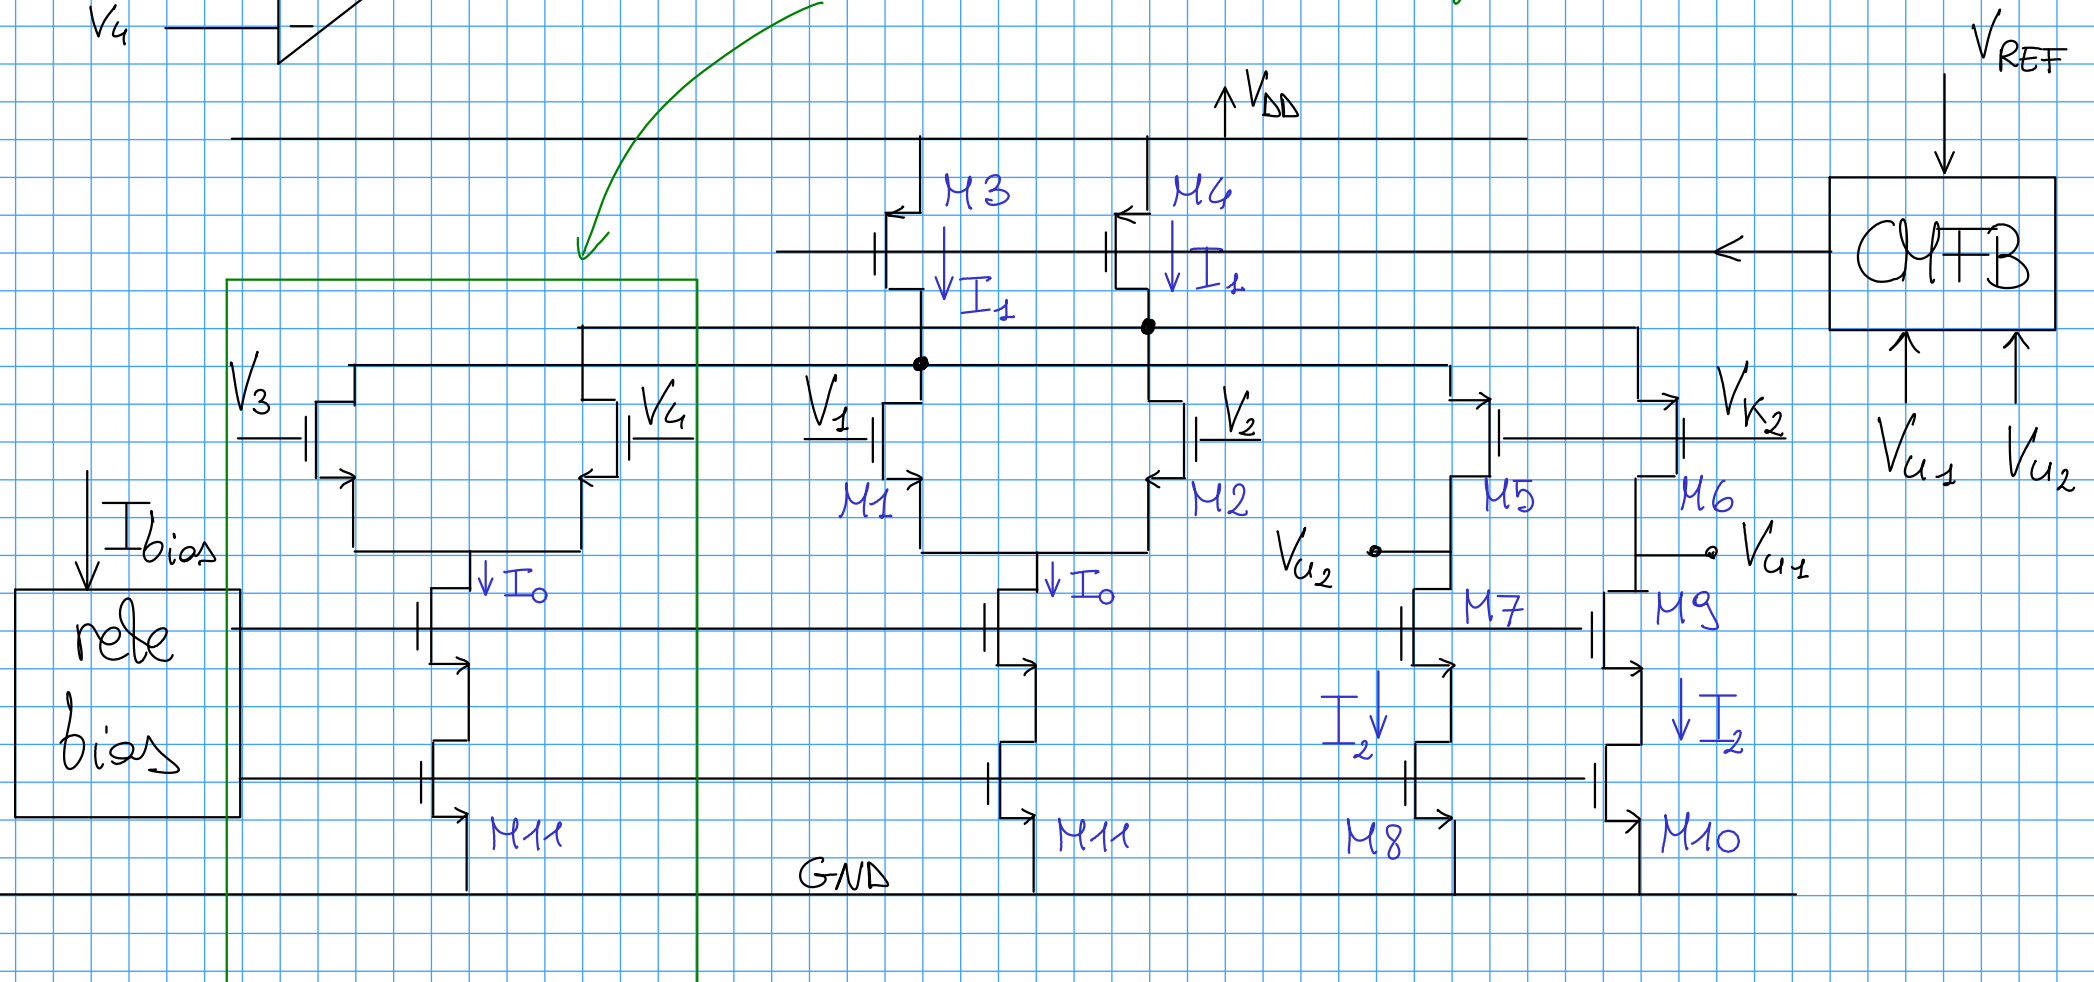 V4
−
VREF
VDD
M3
M4
I1
I1
CMFB
V3
V4
V1
V2
VK2
Vu1
Vu2
M1
M2
M5
M6
Ibias
I0
I0
Vu2
Vu1
rete
bias
M7
M9
I2
I2
M11
M11
M8
M10
GND